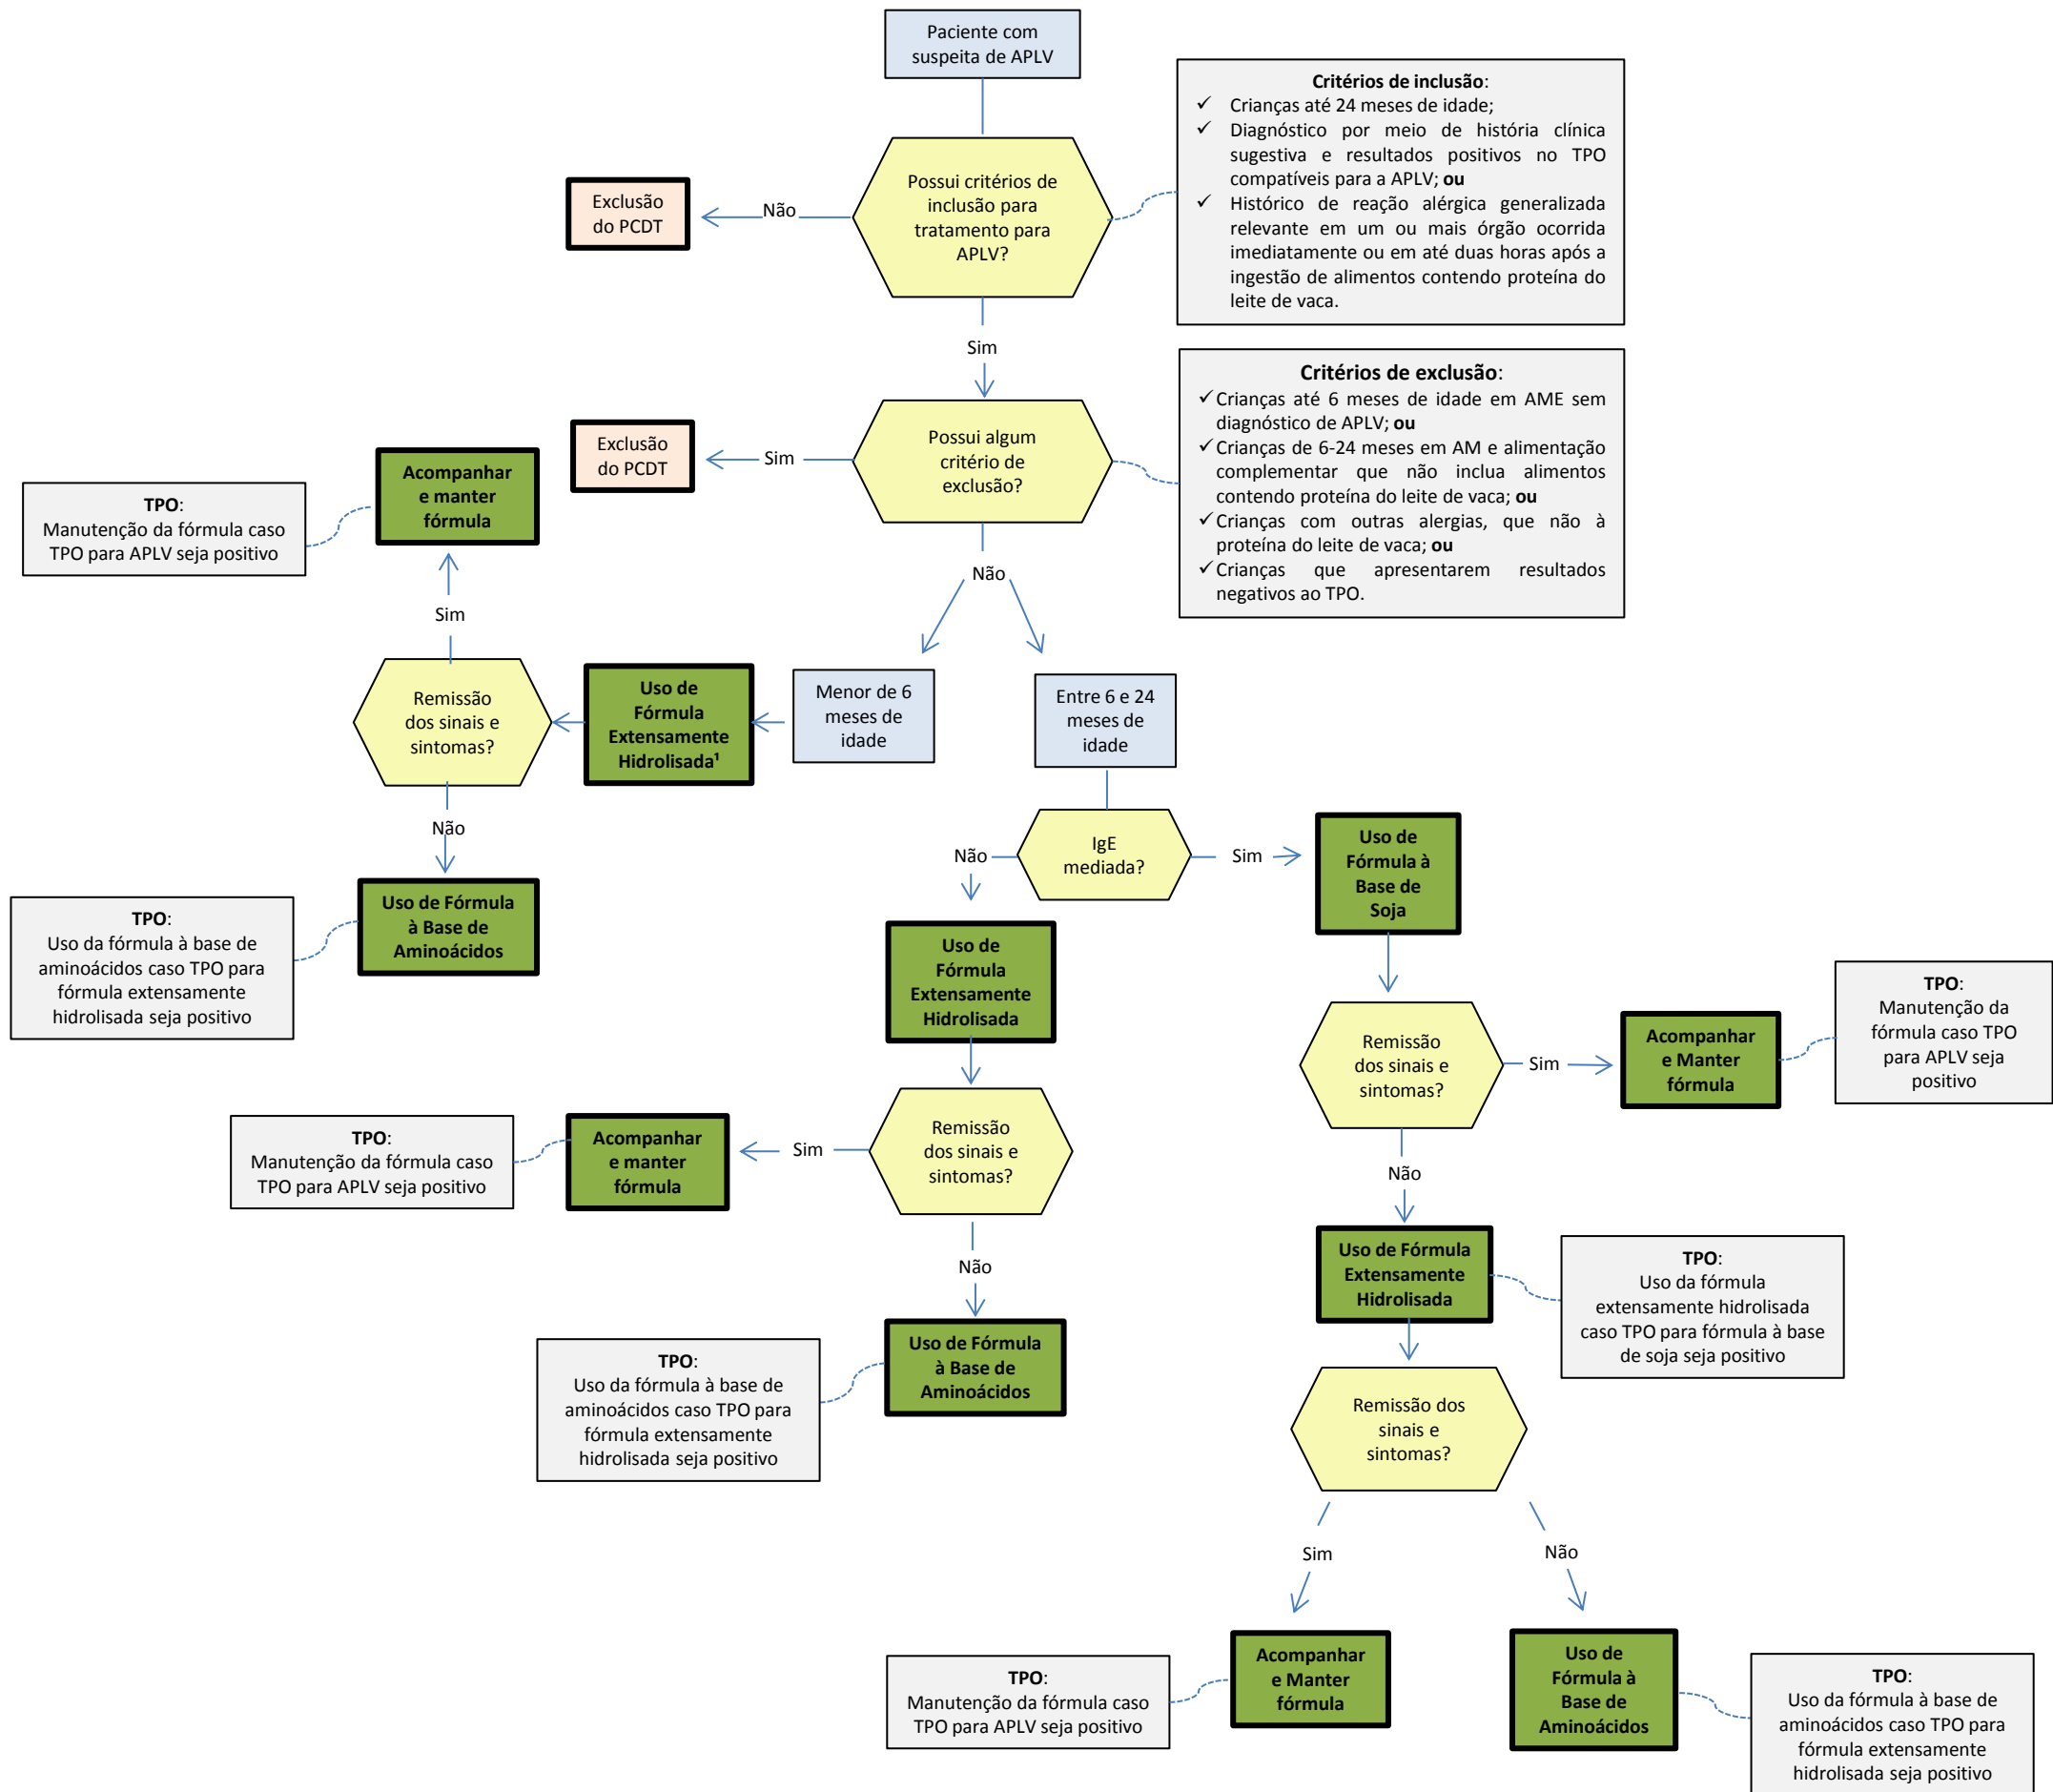 Paciente com
suspeita de APLV
Critérios de inclusão:
✓ Crianças até 24 meses de idade;
✓ Diagnóstico por meio de história clínica
sugestiva e resultados positivos no TPO
compatíveis para a APLV; ou
✓ Histórico de reação alérgica generalizada
relevante em um ou mais órgão ocorrida
imediatamente ou em até duas horas após a
ingestão de alimentos contendo proteína do
leite de vaca.
Possui critérios de
inclusão para
tratamento para
APLV?
Não
Exclusão
do PCDT
Sim
Critérios de exclusão:
✓ Crianças até 6 meses de idade em AME sem
diagnóstico de APLV; ou
✓ Crianças de 6-24 meses em AM e alimentação
complementar que não inclua alimentos
contendo proteína do leite de vaca; ou
✓ Crianças com outras alergias, que não à
proteína do leite de vaca; ou
✓ Crianças que apresentarem resultados
negativos ao TPO.
Possui algum
critério de
exclusão?
Sim
Exclusão
do PCDT
Não
Acompanhar
e manter
fórmula
TPO:
Manutenção da fórmula caso
TPO para APLV seja positivo
Sim
Remissão
dos sinais e
sintomas?
Uso de
Fórmula
Extensamente
Hidrolisada¹
Menor de 6
meses de
idade
Entre 6 e 24
meses de
idade
Não
Uso de Fórmula
à Base de
Aminoácidos
TPO:
Uso da fórmula à base de
aminoácidos caso TPO para
fórmula extensamente
hidrolisada seja positivo
IgE
mediada?
Não
Sim
Uso de
Fórmula à
Base de
Soja
Uso de
Fórmula
Extensamente
Hidrolisada
Remissão
dos sinais e
sintomas?
Sim
Acompanhar
e Manter
fórmula
TPO:
Manutenção da
fórmula caso TPO
para APLV seja
positivo
Remissão
dos sinais e
sintomas?
Sim
Acompanhar
e manter
fórmula
TPO:
Manutenção da fórmula caso
TPO para APLV seja positivo
Não
Não
Uso de Fórmula
Extensamente
Hidrolisada
TPO:
Uso da fórmula
extensamente hidrolisada
caso TPO para fórmula à base
de soja seja positivo
Uso de Fórmula
à Base de
Aminoácidos
TPO:
Uso da fórmula à base de
aminoácidos caso TPO para
fórmula extensamente
hidrolisada seja positivo
Remissão dos
sinais e
sintomas?
Sim
Não
Acompanhar
e Manter
fórmula
TPO:
Manutenção da fórmula caso
TPO para APLV seja positivo
Uso de
Fórmula à
Base de
Aminoácidos
TPO:
Uso da fórmula à base de
aminoácidos caso TPO para
fórmula extensamente
hidrolisada seja positivo